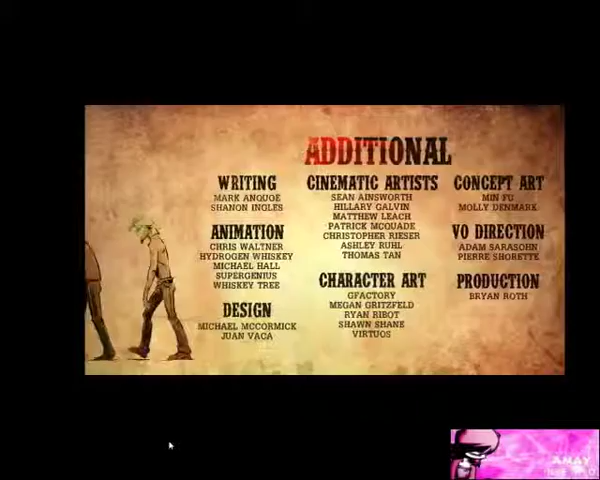 ADDITIONAL
WRITING
MARK ANQUOE
SHANON INGLES
ANIMATION
CHRIS WALTNER
HYDROGEN WHISKEY
MICHAEL HALL
SUPERGENIUS
WHISKEY TREE
DESIGN
MICHAEL MCCORMICK
JUAN VACA
CINEMATIC ARTISTS
SEAN AINSWORTH
HILLARY GALVIN
MATTHEW LEACH
PATRICK MCQUADE
CHRISTOPHER RIESER
ASHLEY RUHL
THOMAS TAN
CHARACTER ART
GFACTORY
MEGAN GRITZFELD
RYAN RIBOT
SHAWN SHANE
VIRTUOS
CONCEPT ART
MIN FU
MOLLY DENMARK
VO DIRECTION
ADAM SARASOHN
PIERRE SHORETTE
PRODUCTION
BRYAN ROTH
AMAY